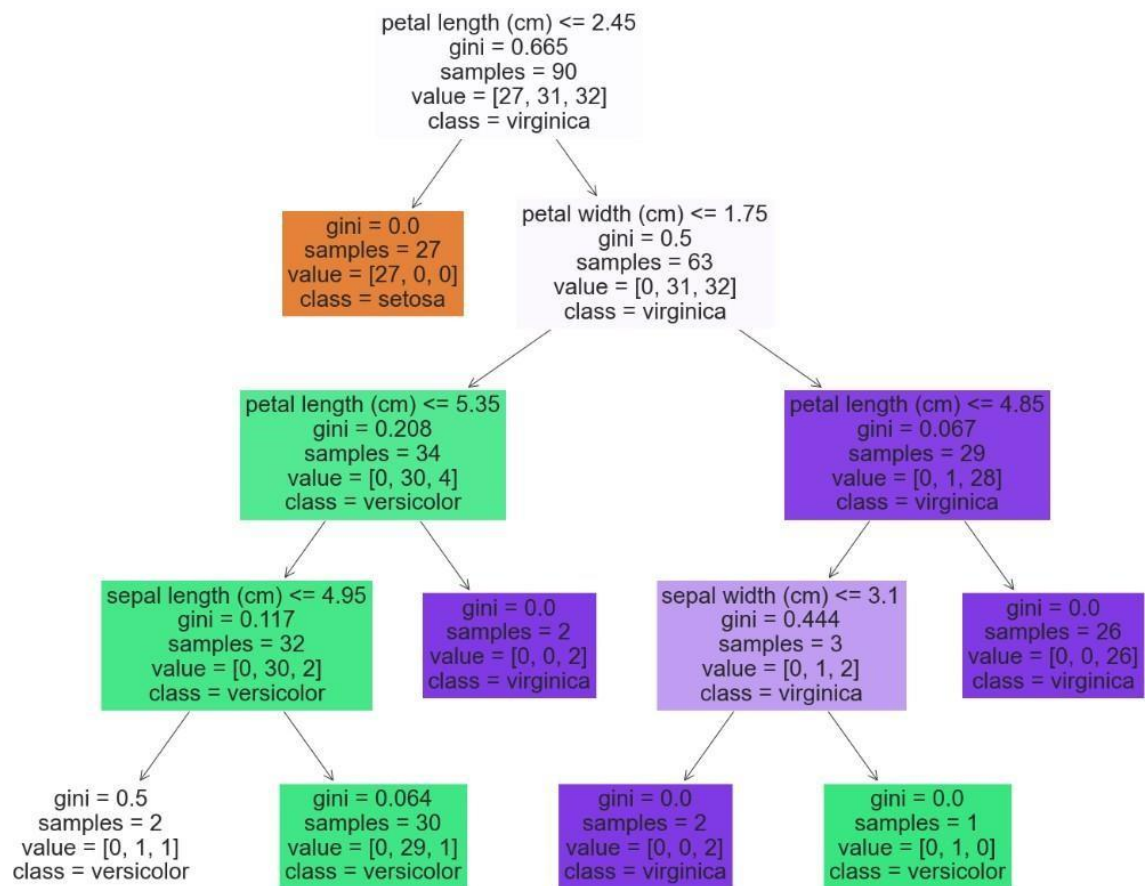 petal length (cm) <= 2.45
gini = 0.665
samples = 90
value = [27, 31, 32]
class = virginica
gini = 0.0
samples = 27
value = [27, 0, 0]
class = setosa
petal width (cm) <= 1.75
gini = 0.5
samples = 63
value = [0, 31, 32]
class = virginica
petal length (cm) <= 5.35
gini = 0.208
samples = 34
value = [0, 30, 4]
class = versicolor
petal length (cm) <= 4.85
gini = 0.067
samples = 29
value = [0, 1, 28]
class = virginica
sepal length (cm) <= 4.95
gini = 0.117
samples = 32
value = [0, 30, 2]
class = versicolor
gini = 0.0
samples = 2
value = [0, 0, 2]
class = virginica
sepal width (cm) <= 3.1
gini = 0.444
samples = 3
value = [0, 1, 2]
class = virginica
gini = 0.0
samples = 26
value = [0, 0, 26]
class = virginica
gini = 0.5
samples = 2
value = [0, 1, 1]
class = versicolor
gini = 0.064
samples = 30
value = [0, 29, 1]
class = versicolor
gini = 0.0
samples = 2
value = [0, 0, 2]
class = virginica
gini = 0.0
samples = 1
value = [0, 1, 0]
class = versicolor